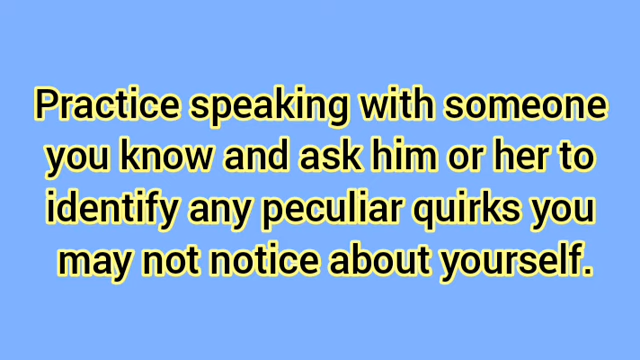 Practice speaking with someone
you know and ask him or her to
identify any peculiar quirks you
may not notice about yourself.